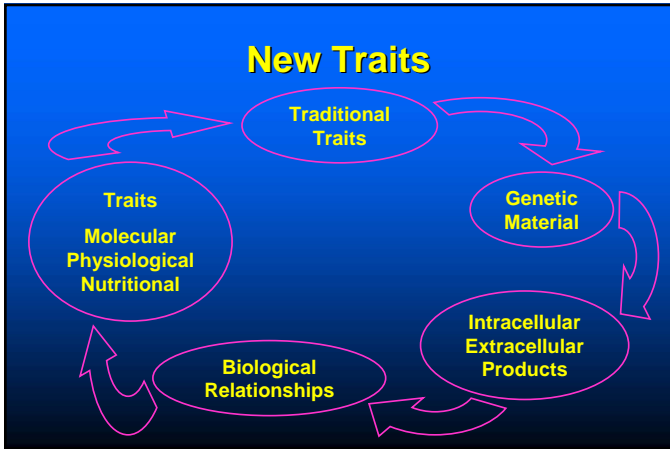 New Traits
Traditional
Traits
Genetic
Material
Intracellular
Extracellular
Products
Biological
Relationships
Traits
Molecular
Physiological
Nutritional